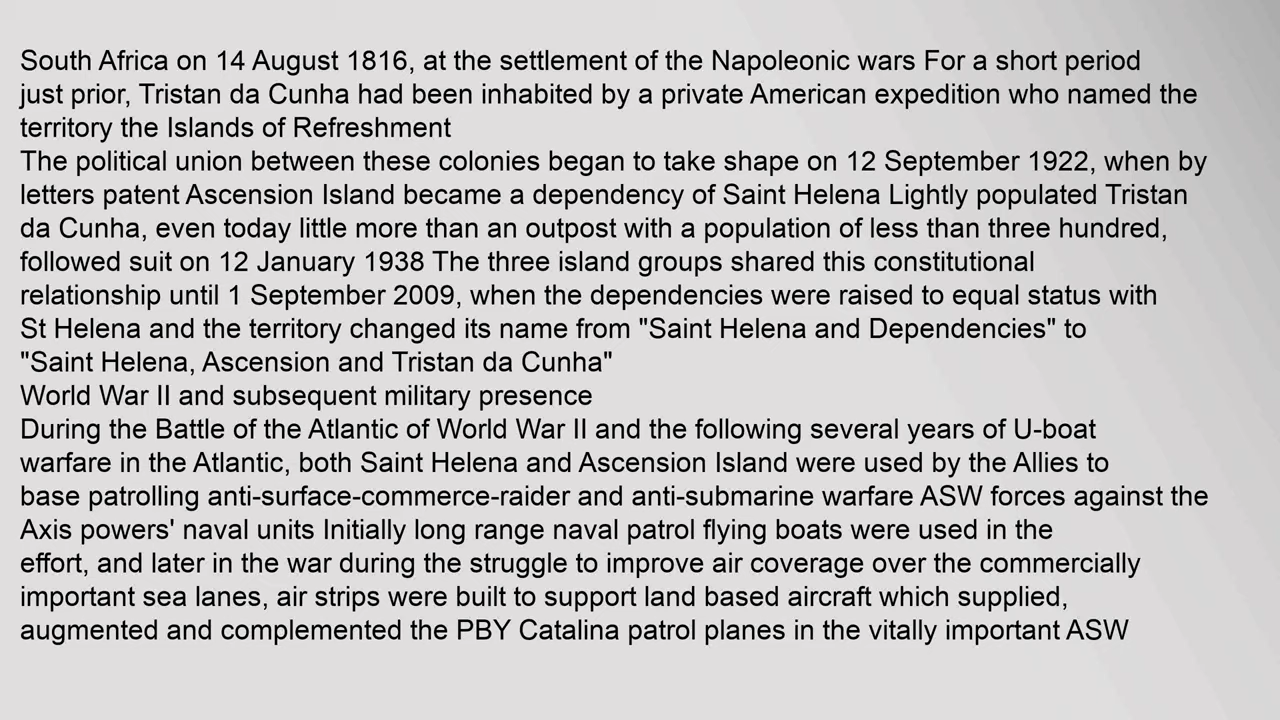 South Africa on 14 August 1816, at the settlement of the Napoleonic wars For a short period
just prior, Tristan da Cunha had been inhabited by a private American expedition who named the
territory the Islands of Refreshment
The political union between these colonies began to take shape on 12 September 1922, when by
letters patent Ascension Island became a dependency of Saint Helena Lightly populated Tristan
da Cunha, even today little more than an outpost with a population of less than three hundred,
followed suit on 12 January 1938 The three island groups shared this constitutional
relationship until 1 September 2009, when the dependencies were raised to equal status with
St Helena and the territory changed its name from "Saint Helena and Dependencies" to
"Saint Helena, Ascension and Tristan da Cunha"
World War II and subsequent military presence
During the Battle of the Atlantic of World War II and the following several years of U-boat
warfare in the Atlantic, both Saint Helena and Ascension Island were used by the Allies to
base patrolling anti-surface-commerce-raider and anti-submarine warfare ASW forces against the
Axis powers' naval units Initially long range naval patrol flying boats were used in the
effort, and later in the war during the struggle to improve air coverage over the commercially
important sea lanes, air strips were built to support land based aircraft which supplied,
augmented and complemented the PBY Catalina patrol planes in the vitally important ASW